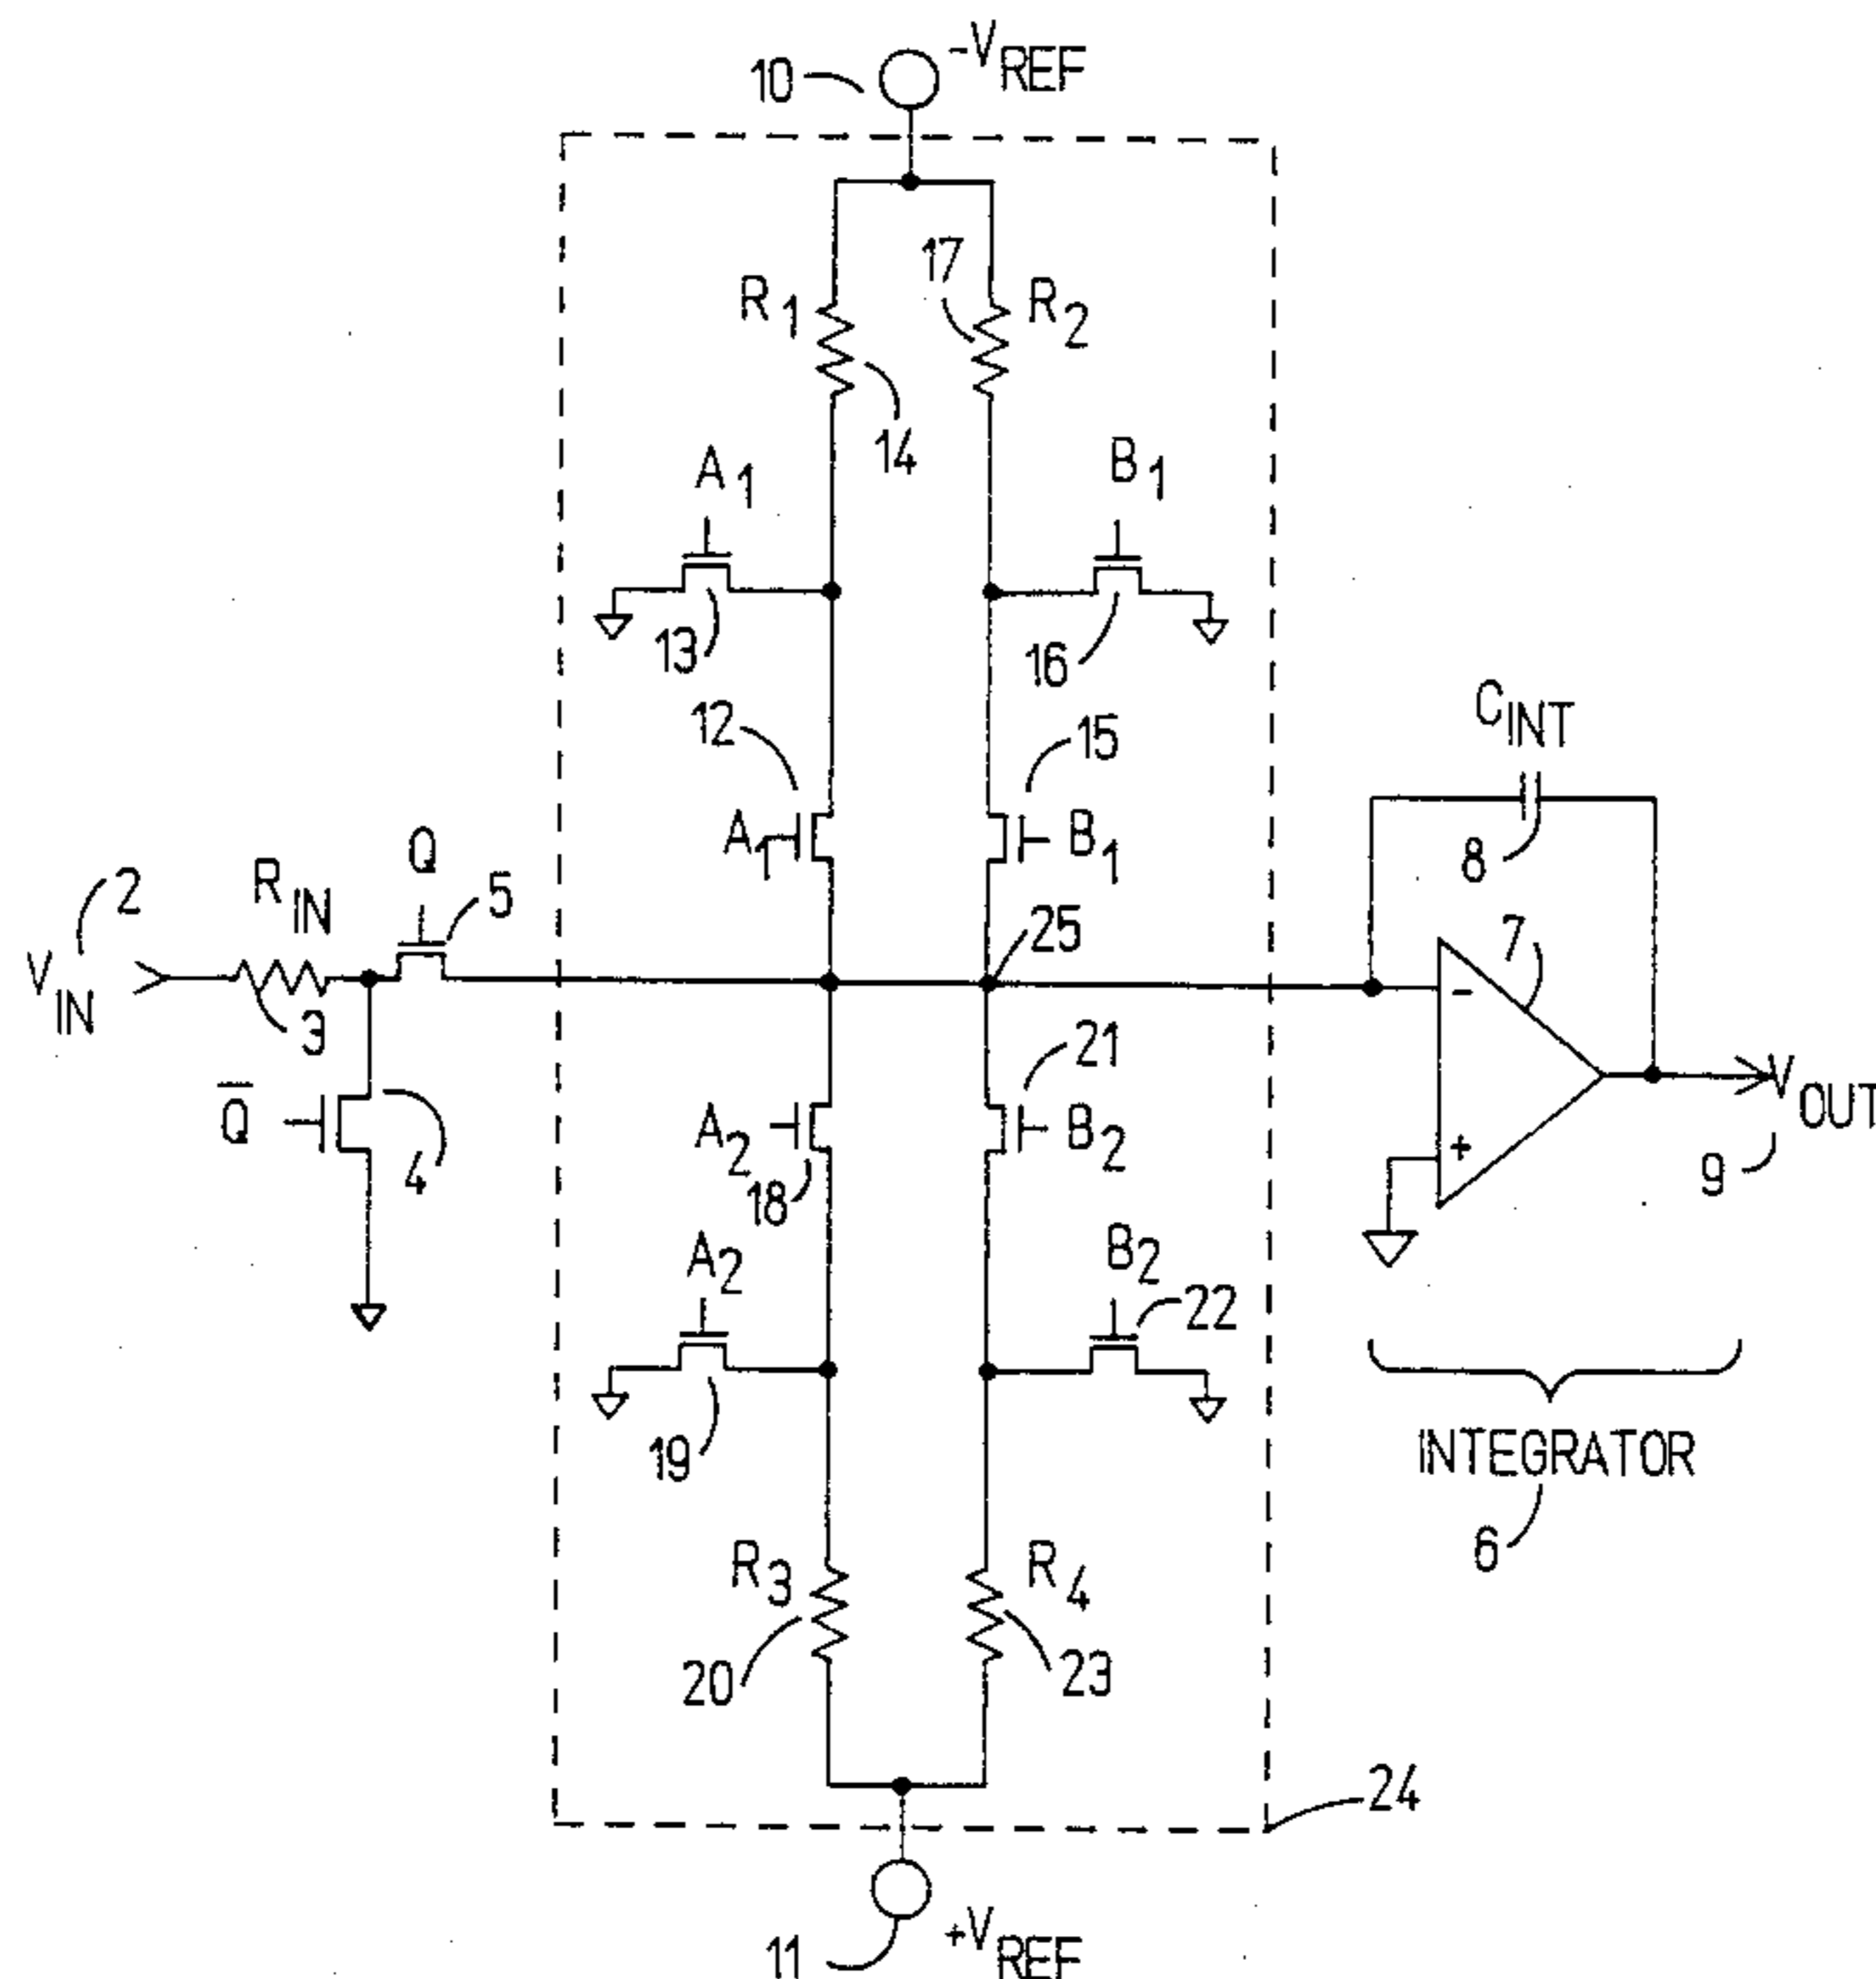 10
-VREF
17
R1
R2
14
A1
B1
13
16
12
15
CINT
A1
B1
8
2
RIN
Q
5
25
7
VIN
3
21
Q̅
4
A2
B2
18
VOUT
9
A2
B2
22
19
INTEGRATOR
6
R3
R4
20
23
24
11
+VREF
-
+